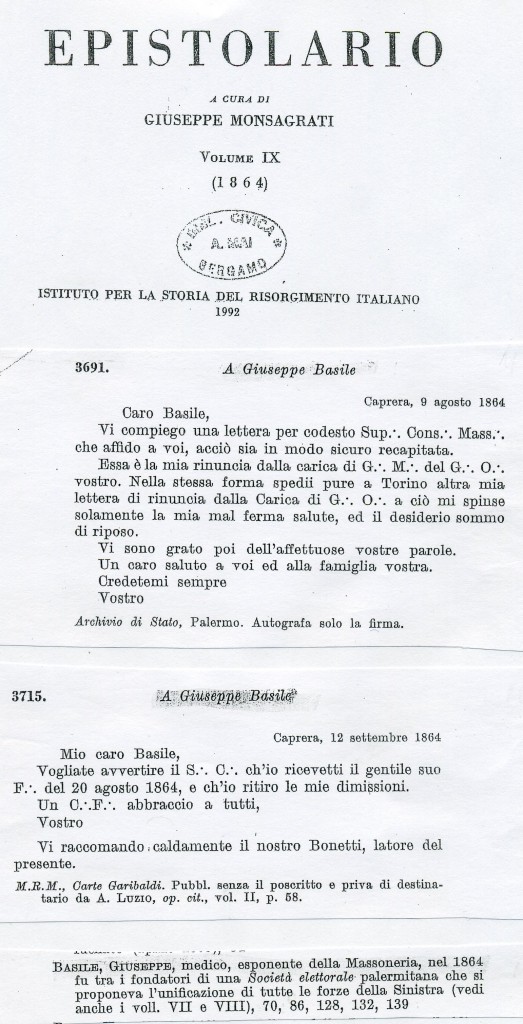 EPISTOLARIO
A CURA DI
GIUSEPPE MONSAGRATI
VOLUME IX
(1864)
MAI. CIVICA
A. MAI
BERGAMO
ISTITUTO PER LA STORIA DEL RISORGIMENTO ITALIANO
1992
3691. A Giuseppe Basile
Caprera, 9 agosto 1864
Caro Basile,
Vi compiego una lettera per codesto Sup.·. Cons.·. Mass.·.
che affido a voi, acciò sia in modo sicuro recapitata.
Essa è la mia rinuncia dalla carica di G.·. M.·. del G.·. O.·.
vostro. Nella stessa forma spedii pure a Torino altra mia
lettera di rinuncia dalla Carica di G.·. O.·. a ciò mi spinse
solamente la mia mal ferma salute, ed il desiderio sommo
di riposo.
Vi sono grato poi dell'affettuose vostre parole.
Un caro saluto a voi ed alla famiglia vostra.
Credetemi sempre
Vostro
Archivio di Stato, Palermo. Autografa solo la firma.
3715. A Giuseppe Basile
Caprera, 12 settembre 1864
Mio caro Basile,
Vogliate avvertire il S.·. C.·. ch'io ricevetti il gentile suo
F.·. del 20 agosto 1864, e ch'io ritiro le mie dimissioni.
Un C.·.F.·. abbraccio a tutti,
Vostro
Vi raccomando caldamente il nostro Bonetti, latore del
presente.
M.R.M., Carte Garibaldi. Pubbl. senza il poscritto e priva di destina-
tario da A. LUZIO, op. cit., vol. II, p. 58.
BASILE, GIUSEPPE, medico, esponente della Massoneria, nel 1864
fu tra i fondatori di una Società elettorale palermitana che si
proponeva l'unificazione di tutte le forze della Sinistra (vedi
anche i voll. VII e VIII), 70, 86, 128, 132, 139